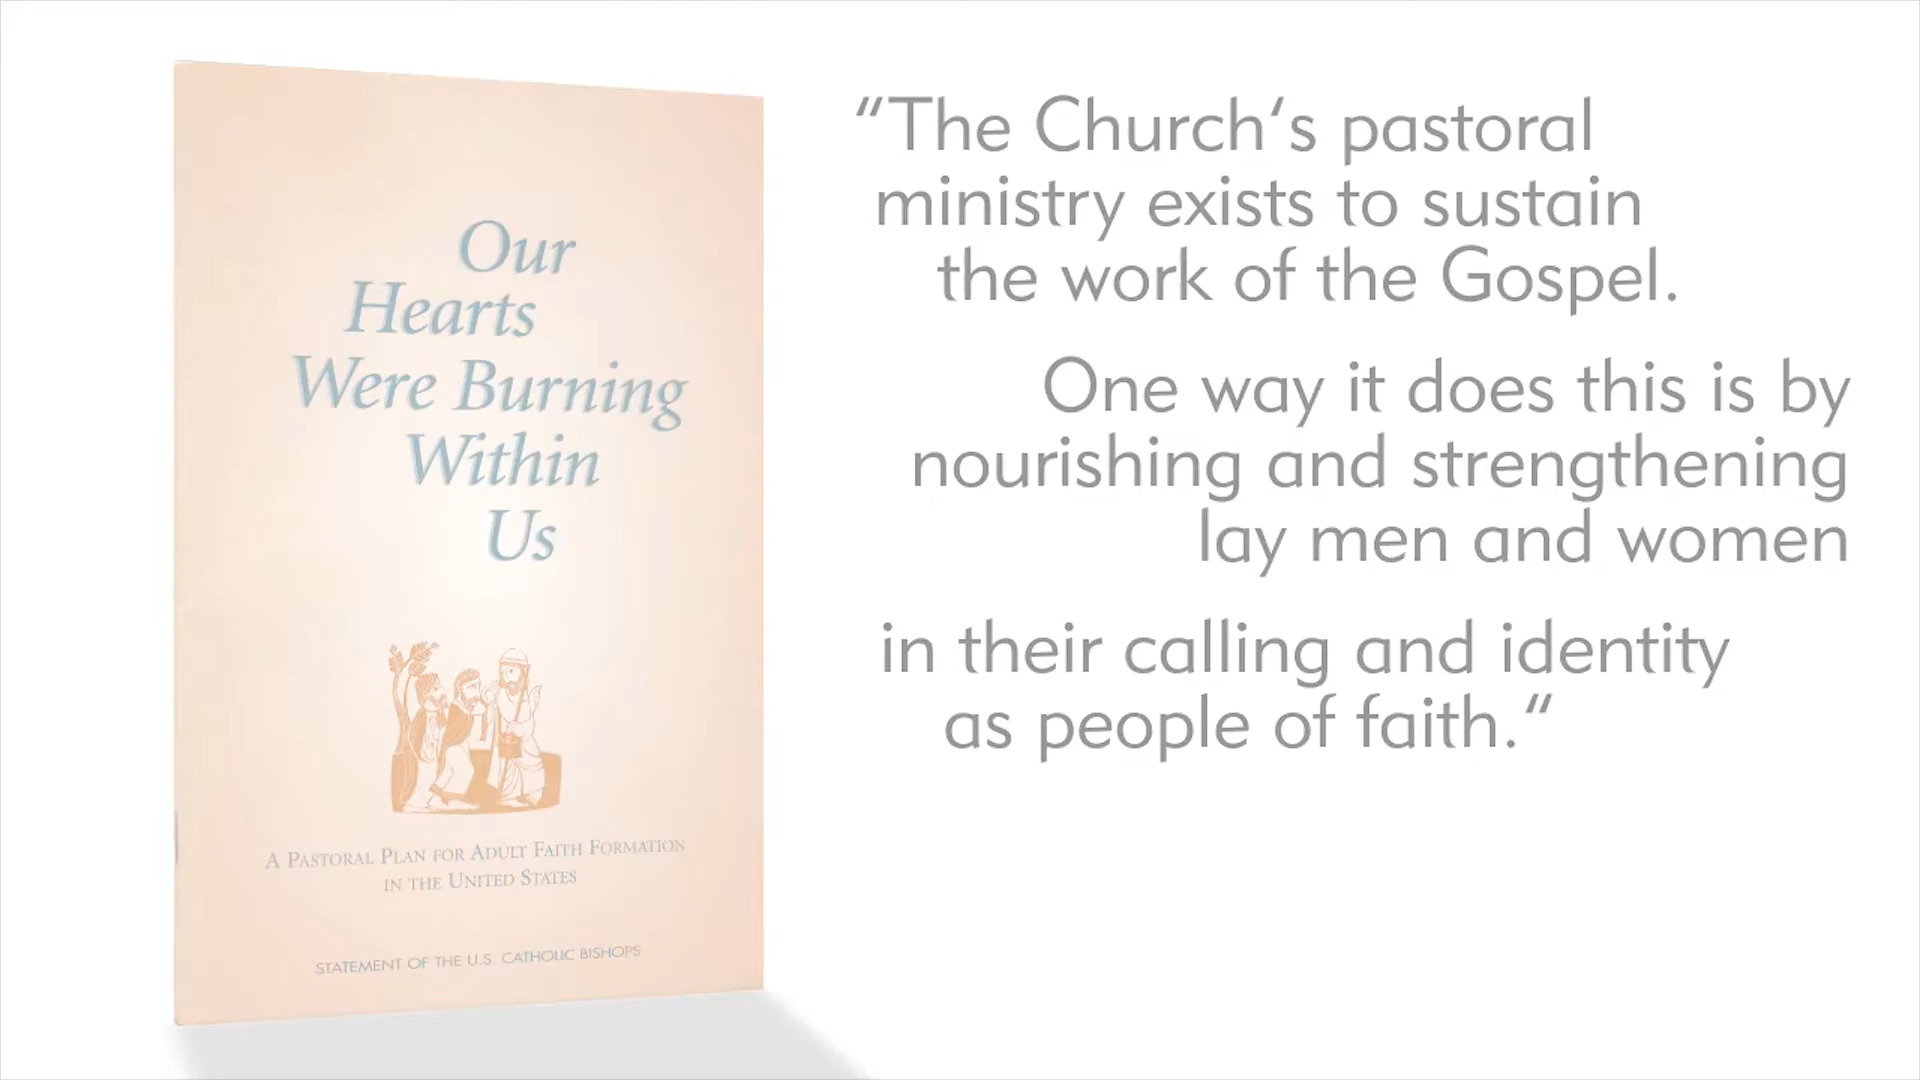 Our
Hearts
Were Burning
Within
Us
A PASTORAL PLAN FOR ADULT FAITH FORMATION
IN THE UNITED STATES
STATEMENT OF THE U.S. CATHOLIC BISHOPS
“The Church‘s pastoral
ministry exists to sustain
the work of the Gospel.
One way it does this is by
nourishing and strengthening
lay men and women
in their calling and identity
as people of faith.“